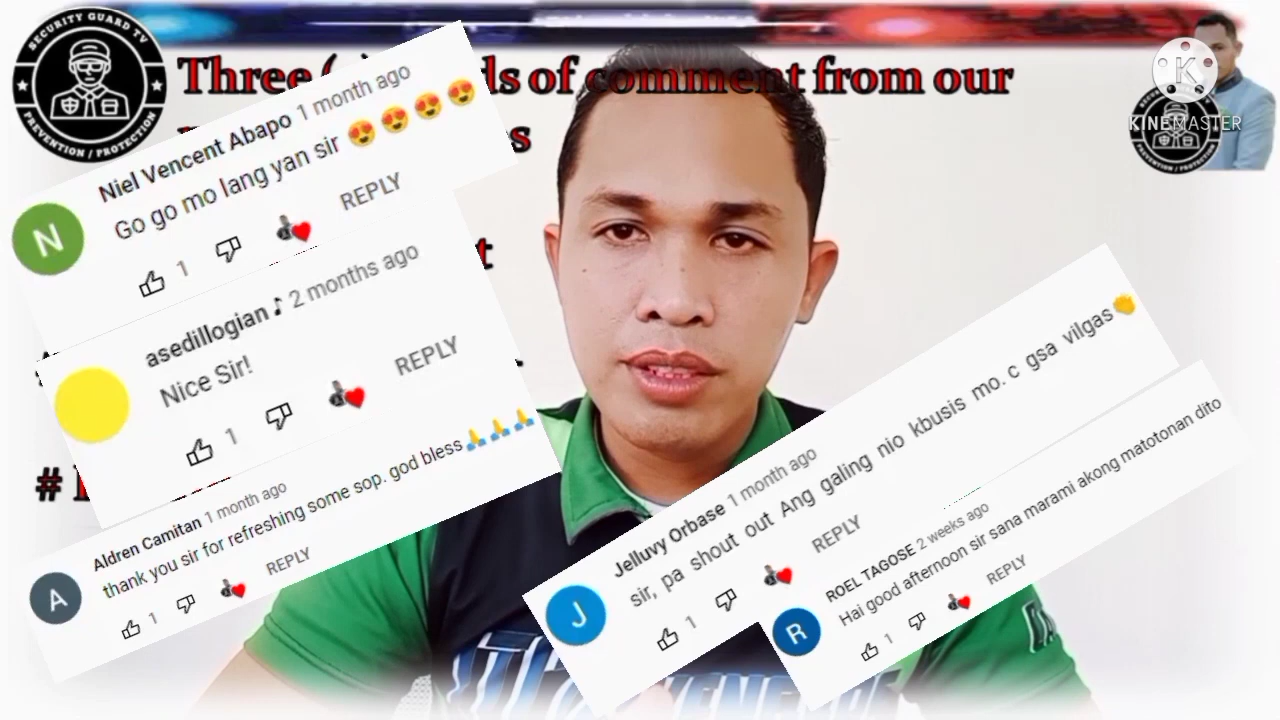 SECURITY GUARD TV
PREVENTION / PROTECTION
of comment from our
KINEMASTER
Niel Vencent Abapo 1 month ago
Go go mo lang yan sir 😍😍😍😍
1 REPLY
asedillogian♪ 2 months ago
Nice Sir!
1 REPLY
Aldren Camitan 1 month ago
thank you sir for refreshing some sop. god bless🙏🙏🙏
1 REPLY
Jelluvy Orbase 1 month ago
sir, pa shout out Ang galing nio kbusis mo. c gsa vilgas👏
1 REPLY
ROEL TAGOSE 2 weeks ago
Hai good afternoon sir sana marami akong matotonan dito
1 REPLY